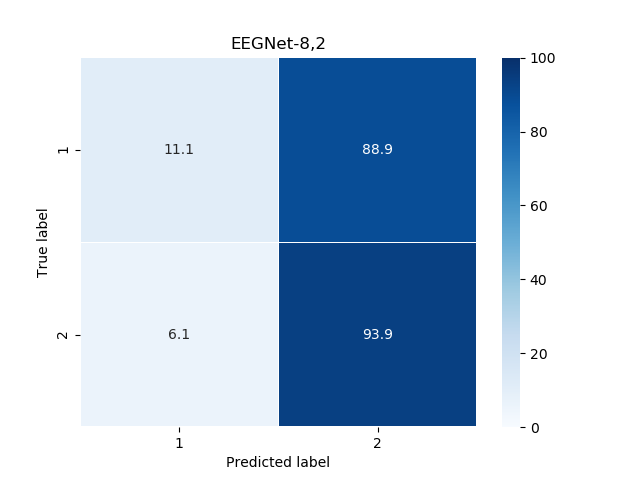 EEGNet-8,2
100
1 11.1 88.9 80
True label 60
40
2 6.1 93.9 20
0
1 2
Predicted label